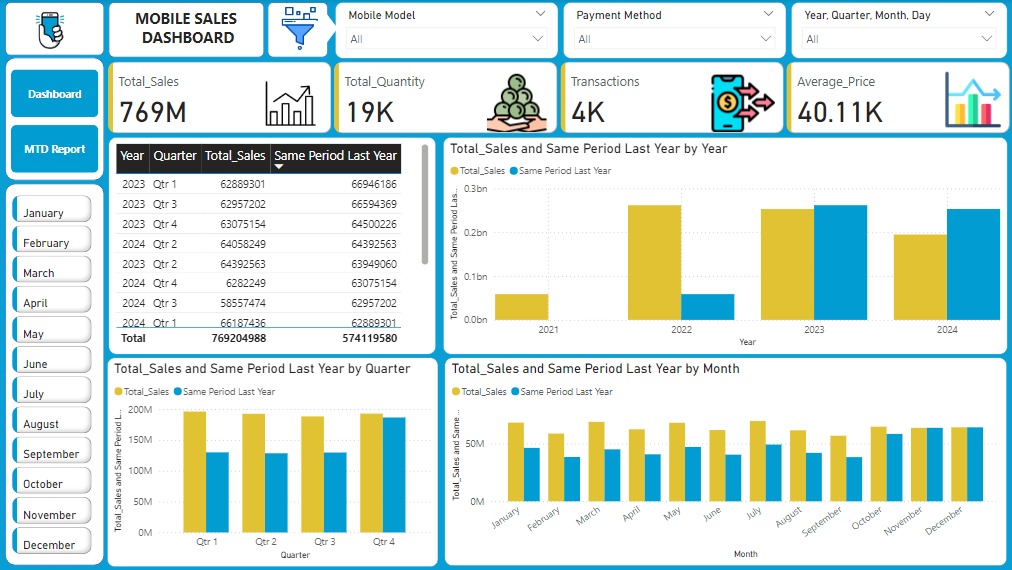 MOBILE SALES
DASHBOARD
Mobile Model
All
Payment Method
All
Year, Quarter, Month, Day
All
Dashboard
MTD Report
Total_Sales
769M
Total_Quantity
19K
Transactions
4K
Average_Price
40.11K
January
February
March
April
May
June
July
August
September
October
November
December
Year Quarter Total_Sales Same Period Last Year
2023 Qtr 1 62889301 66946186
2023 Qtr 3 62957202 66594369
2023 Qtr 4 63075154 64500226
2024 Qtr 2 64058249 64392563
2023 Qtr 2 64392563 63949060
2024 Qtr 4 6282249 63075154
2024 Qtr 3 58557474 62957202
2024 Qtr 1 66187436 62889301
Total 769204988 574119580
Total_Sales and Same Period Last Year by Year
Total_Sales Same Period Last Year
Total_Sales and Same Period Las...
0.3bn
0.2bn
0.1bn
0.0bn
2021 2022 2023 2024
Year
Total_Sales and Same Period Last Year by Quarter
Total_Sales Same Period Last Year
Total_Sales and Same Period L...
200M
150M
100M
50M
0M
Qtr 1 Qtr 2 Qtr 3 Qtr 4
Quarter
Total_Sales and Same Period Last Year by Month
Total_Sales Same Period Last Year
Total_Sales and Same ...
50M
0M
January February March April May June July August September October November December
Month